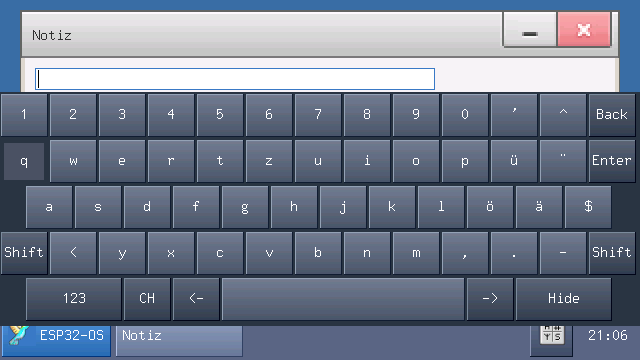 Notiz
1 2 3 4 5 6 7 8 9 0 ' ^ Back
q w e r t z u i o p ü ¨ Enter
a s d f g h j k l ö ä $
Shift < y x c v b n m , . - Shift
123 CH <- -> Hide
ESP32-OS Notiz 21:06